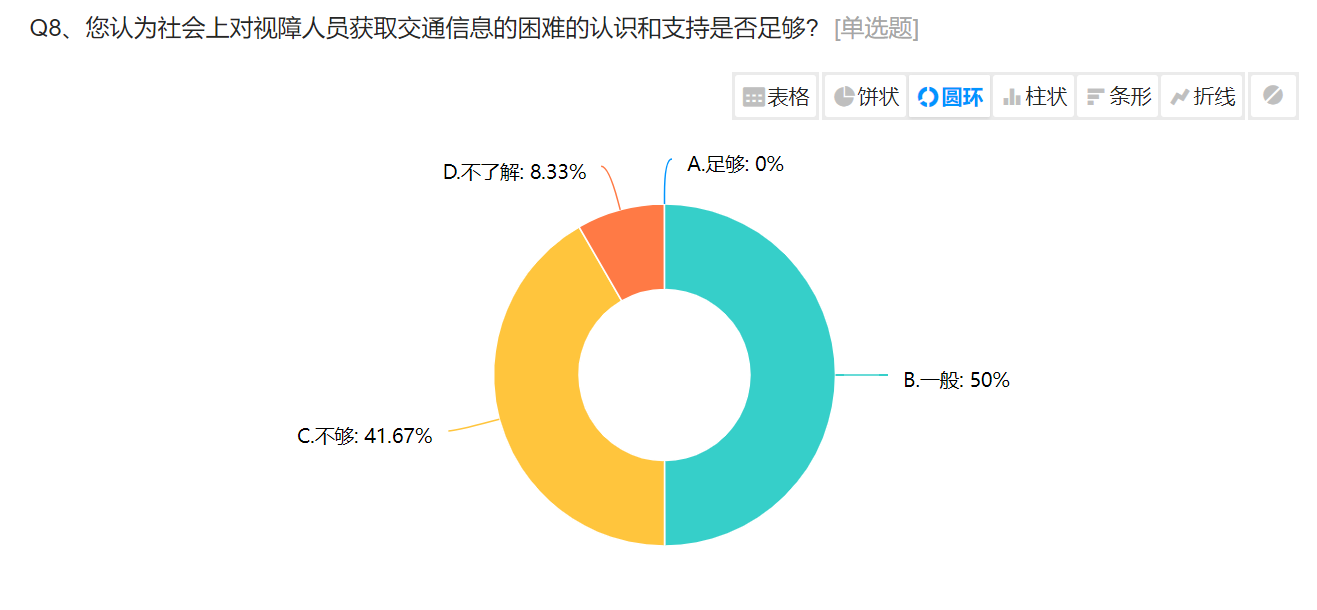 Q8、您认为社会上对视障人员获取交通信息的困难的认识和支持是否足够？ [单选题]
表格 饼状 圆环 柱状 条形 折线
D.不了解: 8.33% A.足够: 0%
B.一般: 50%
C.不够: 41.67%